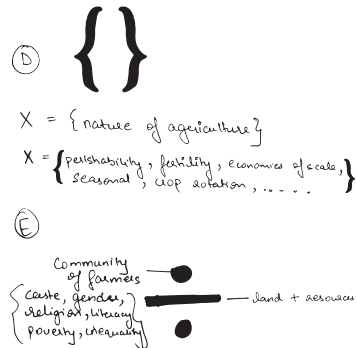 D
{ }
X = {nature of agriculture}
X = {perishability, fertility, economies of scale,
seasonal, crop rotation, .....}
E
Community
of farmers
{caste, gender,
religion, literacy
poverty, inequality}
land + resources